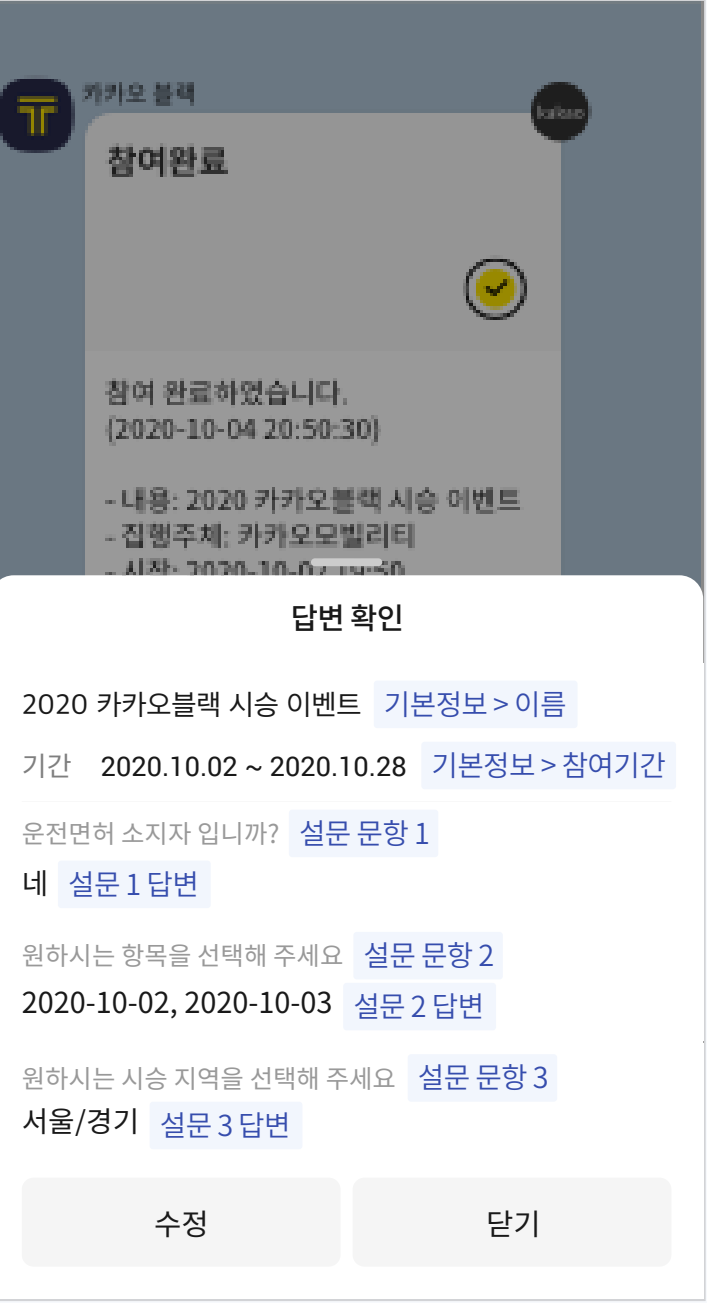 카카오 블랙
kakao
참여완료
참여 완료하였습니다.
(2020-10-04 20:50:30)
- 내용: 2020 카카오블랙 시승 이벤트
- 집행주체: 카카오모빌리티
- 시작: 2020-10-02 19:50
답변 확인
2020 카카오블랙 시승 이벤트 기본정보 > 이름
기간 2020.10.02 ~ 2020.10.28 기본정보 > 참여기간
운전면허 소지자 입니까? 설문 문항 1
네 설문 1 답변
원하시는 항목을 선택해 주세요 설문 문항 2
2020-10-02, 2020-10-03 설문 2 답변
원하시는 시승 지역을 선택해 주세요 설문 문항 3
서울/경기 설문 3 답변
수정 닫기